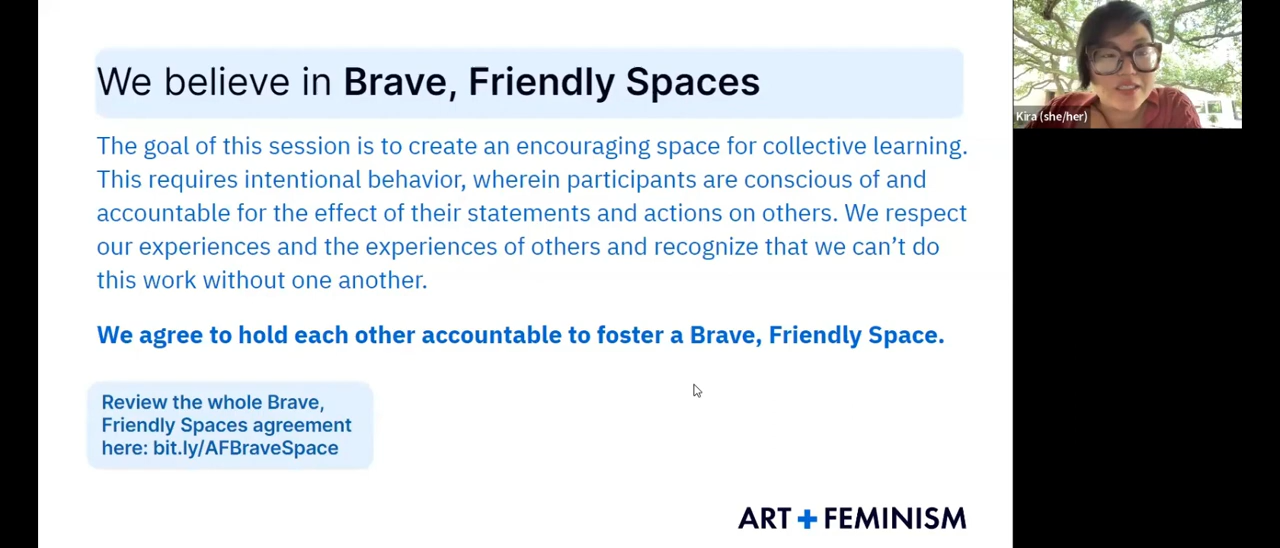 We believe in Brave, Friendly Spaces
The goal of this session is to create an encouraging space for collective learning.
This requires intentional behavior, wherein participants are conscious of and
accountable for the effect of their statements and actions on others. We respect
our experiences and the experiences of others and recognize that we can’t do
this work without one another.
We agree to hold each other accountable to foster a Brave, Friendly Space.
Review the whole Brave,
Friendly Spaces agreement
here: bit.ly/AFBraveSpace
ART + FEMINISM
Kira (she/her)